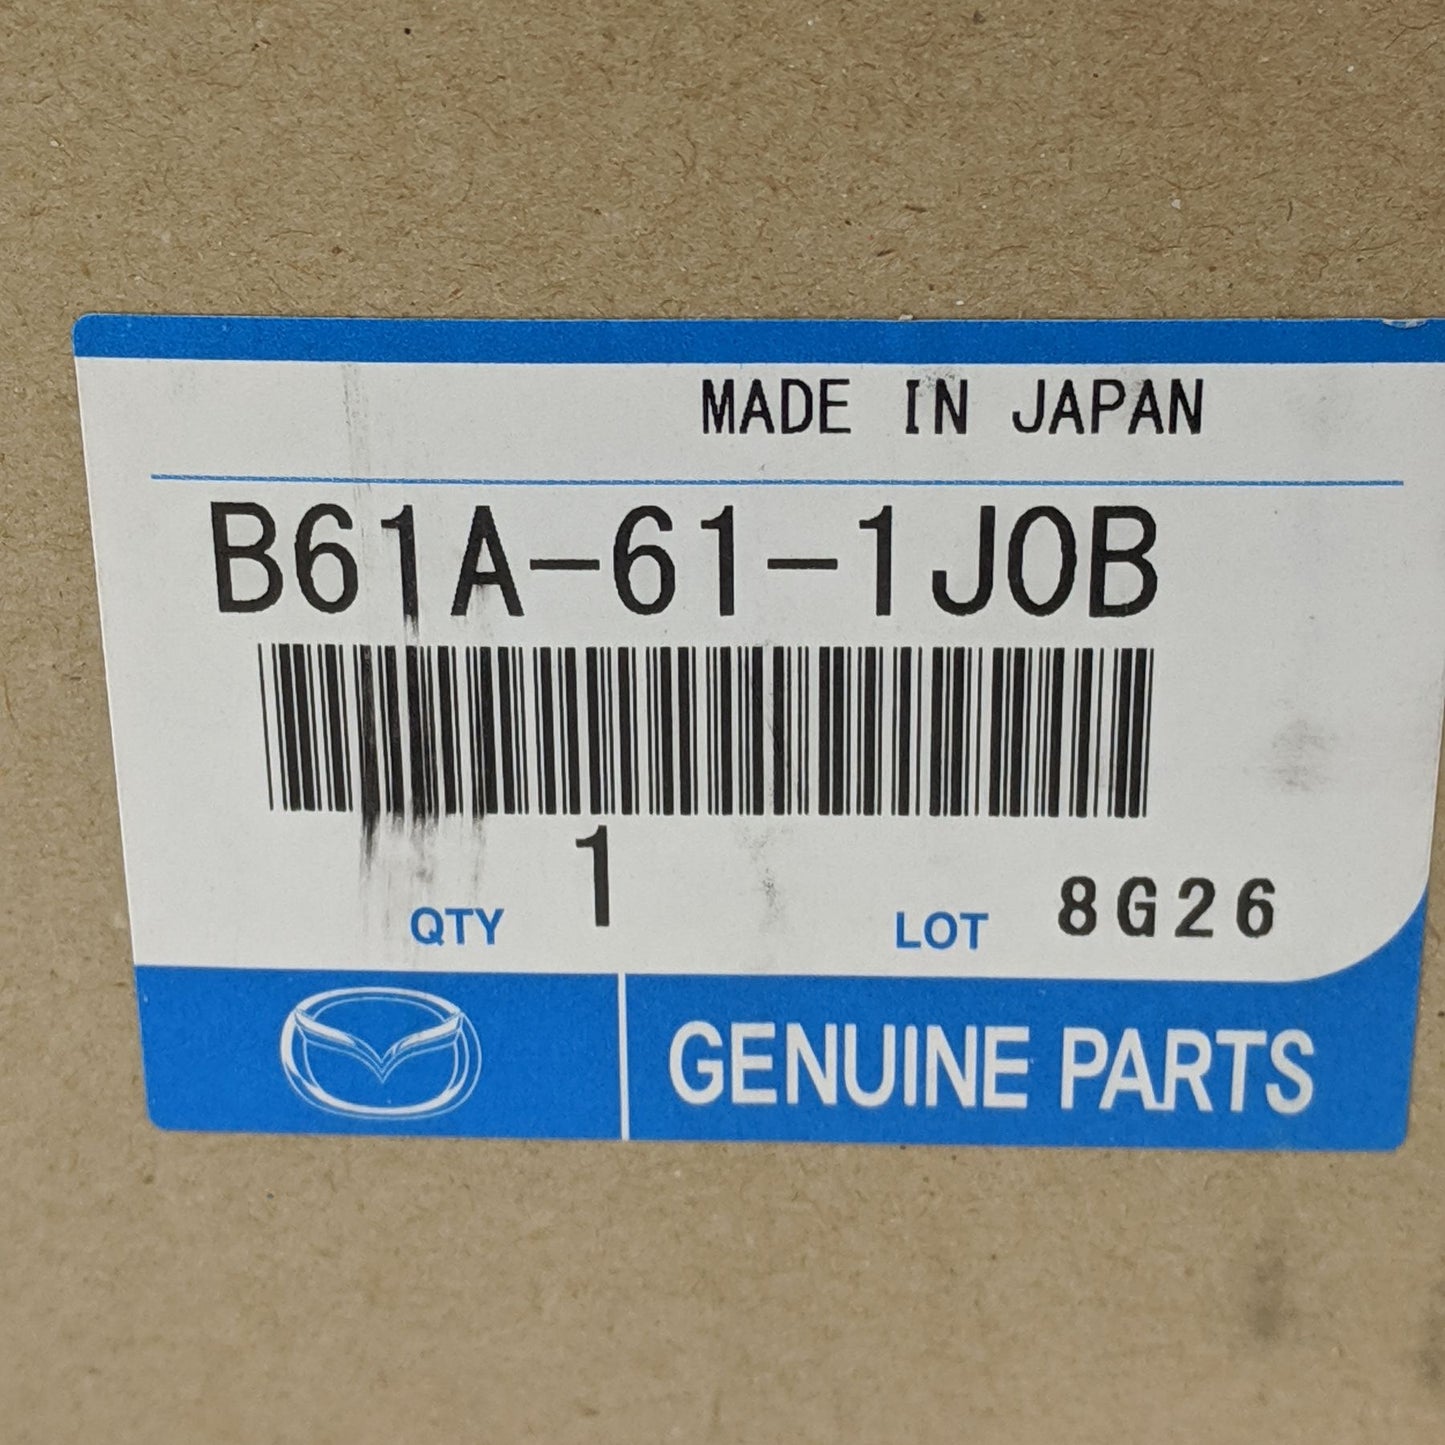 MADE IN JAPAN
B61A-61-1J0B
QTY 1 LOT 8G26
GENUINE PARTS